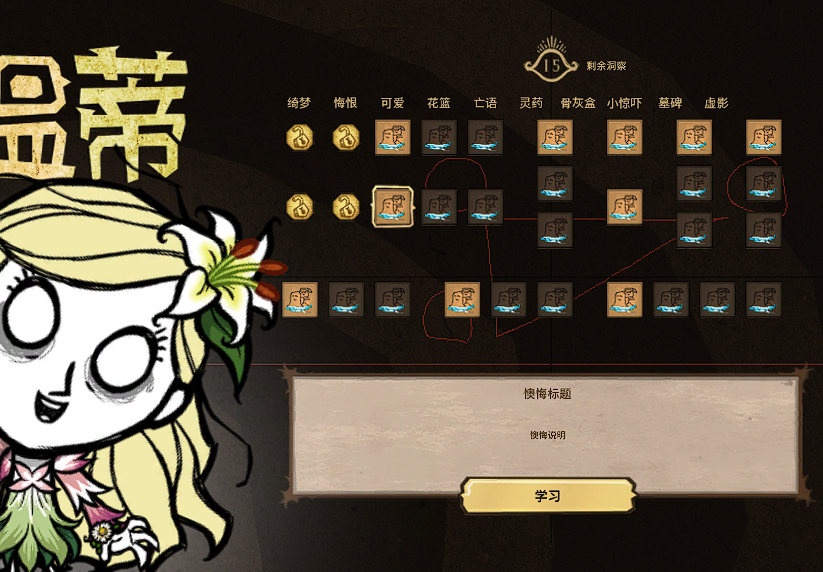 温蒂
15 剩余洞察
绮梦 悔恨 可爱 花篮 亡语 灵药 骨灰盒 小惊吓 墓碑 虚影
懊悔标题
懊悔说明
学习